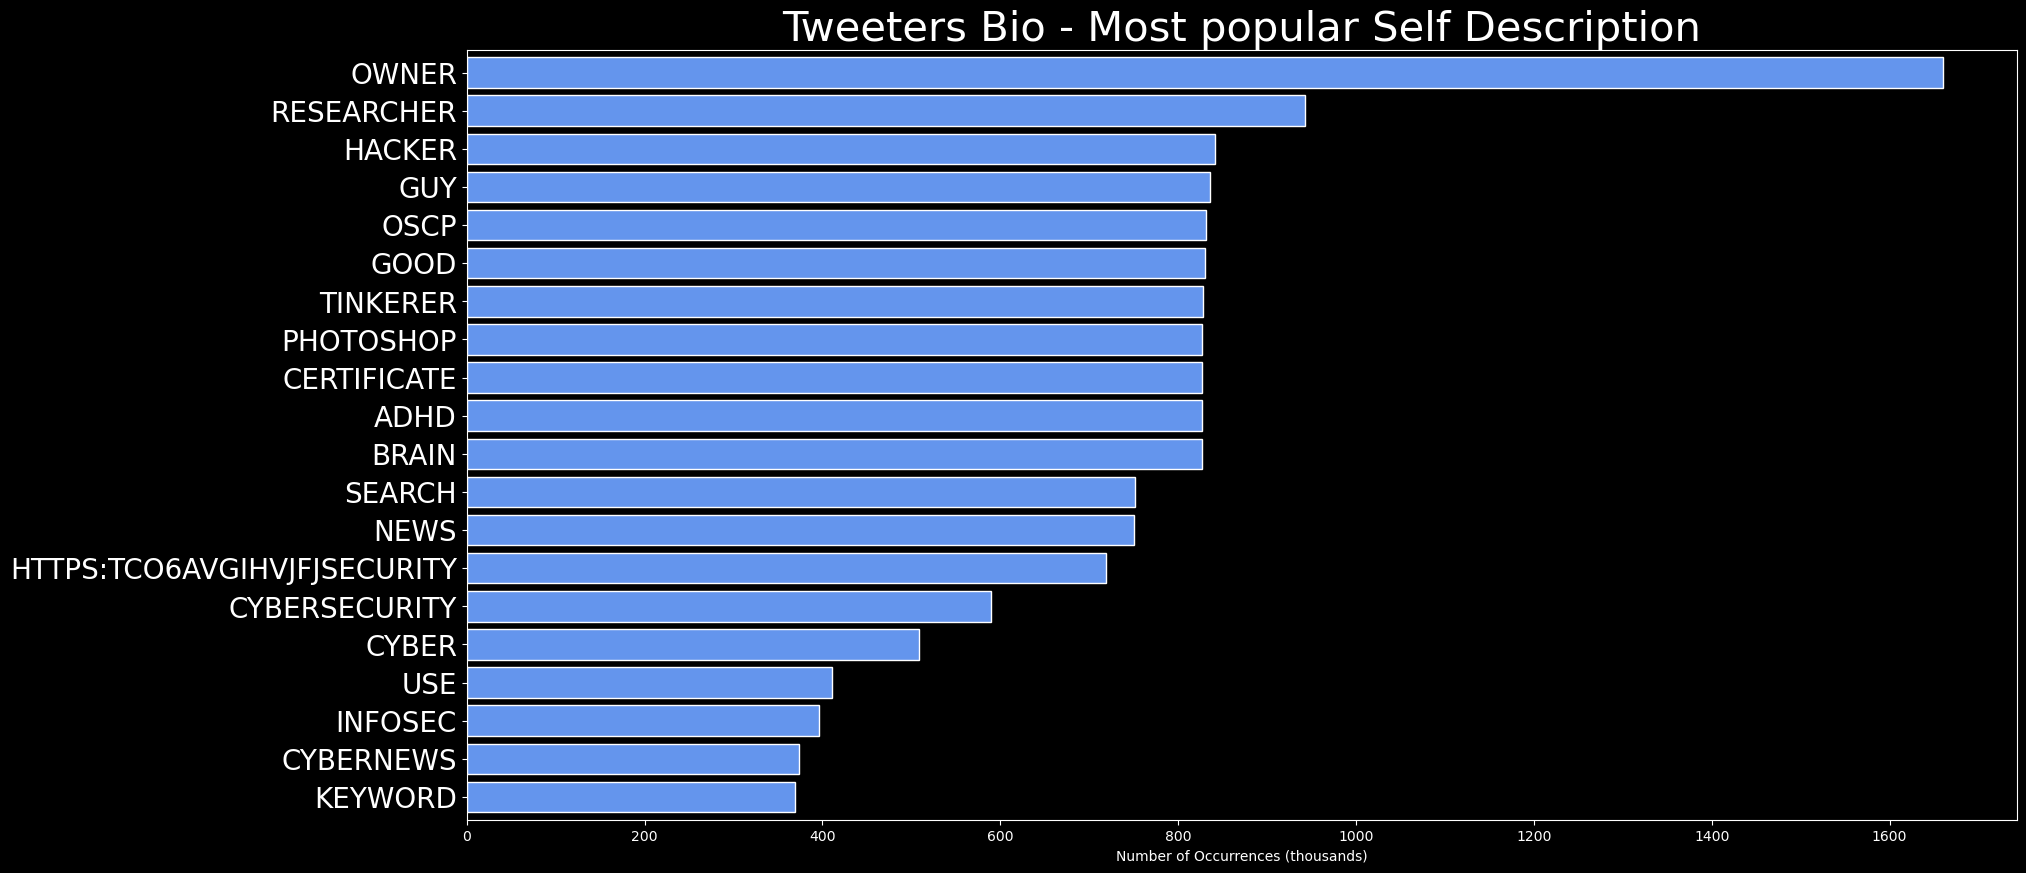 Tweeters Bio - Most popular Self Description
OWNER
RESEARCHER
HACKER
GUY
OSCP
GOOD
TINKERER
PHOTOSHOP
CERTIFICATE
ADHD
BRAIN
SEARCH
NEWS
HTTPS:TCO6AVGIHVJFJSECURITY
CYBERSECURITY
CYBER
USE
INFOSEC
CYBERNEWS
KEYWORD
0 200 400 600 800 1000 1200 1400 1600
Number of Occurrences (thousands)